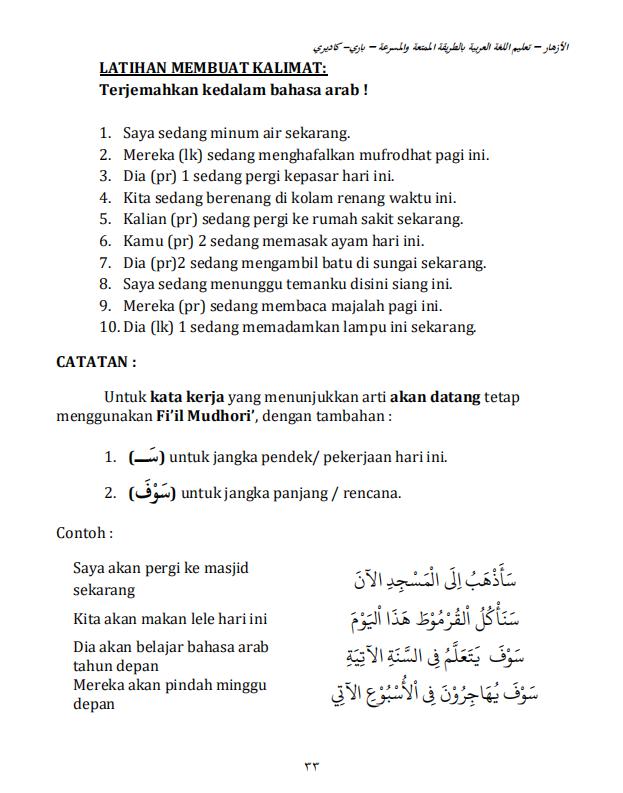 الأزهار – تعليم اللغة العربية بالطريقة الممتعة والمسرعة – باري– كاديري
LATIHAN MEMBUAT KALIMAT:
Terjemahkan kedalam bahasa arab !
1. Saya sedang minum air sekarang.
2. Mereka (lk) sedang menghafalkan mufrodhat pagi ini.
3. Dia (pr) 1 sedang pergi kepasar hari ini.
4. Kita sedang berenang di kolam renang waktu ini.
5. Kalian (pr) sedang pergi ke rumah sakit sekarang.
6. Kamu (pr) 2 sedang memasak ayam hari ini.
7. Dia (pr)2 sedang mengambil batu di sungai sekarang.
8. Saya sedang menunggu temanku disini siang ini.
9. Mereka (pr) sedang membaca majalah pagi ini.
10. Dia (lk) 1 sedang memadamkan lampu ini sekarang.
CATATAN :
Untuk kata kerja yang menunjukkan arti akan datang tetap
menggunakan Fi’il Mudhori’, dengan tambahan :
1. (سَــ) untuk jangka pendek/ pekerjaan hari ini.
2. (سَوْفَ) untuk jangka panjang / rencana.
Contoh :
Saya akan pergi ke masjid
sekarang
سَأَذْهَبُ اِلَى الْمَسْجِدِ الآنَ
Kita akan makan lele hari ini
سَنَأْكُلُ اْلقُرْمُوْطَ هَذَا اْليَوْمَ
Dia akan belajar bahasa arab
tahun depan
سَوْفَ يَتَعَلَّمُ فِى السَّنَةِ الآتِيَةِ
Mereka akan pindah minggu
depan
سَوْفَ يُهَاجِرُوْنَ فِى اْلأُسْبُوْعِ الآتِي
٣٣